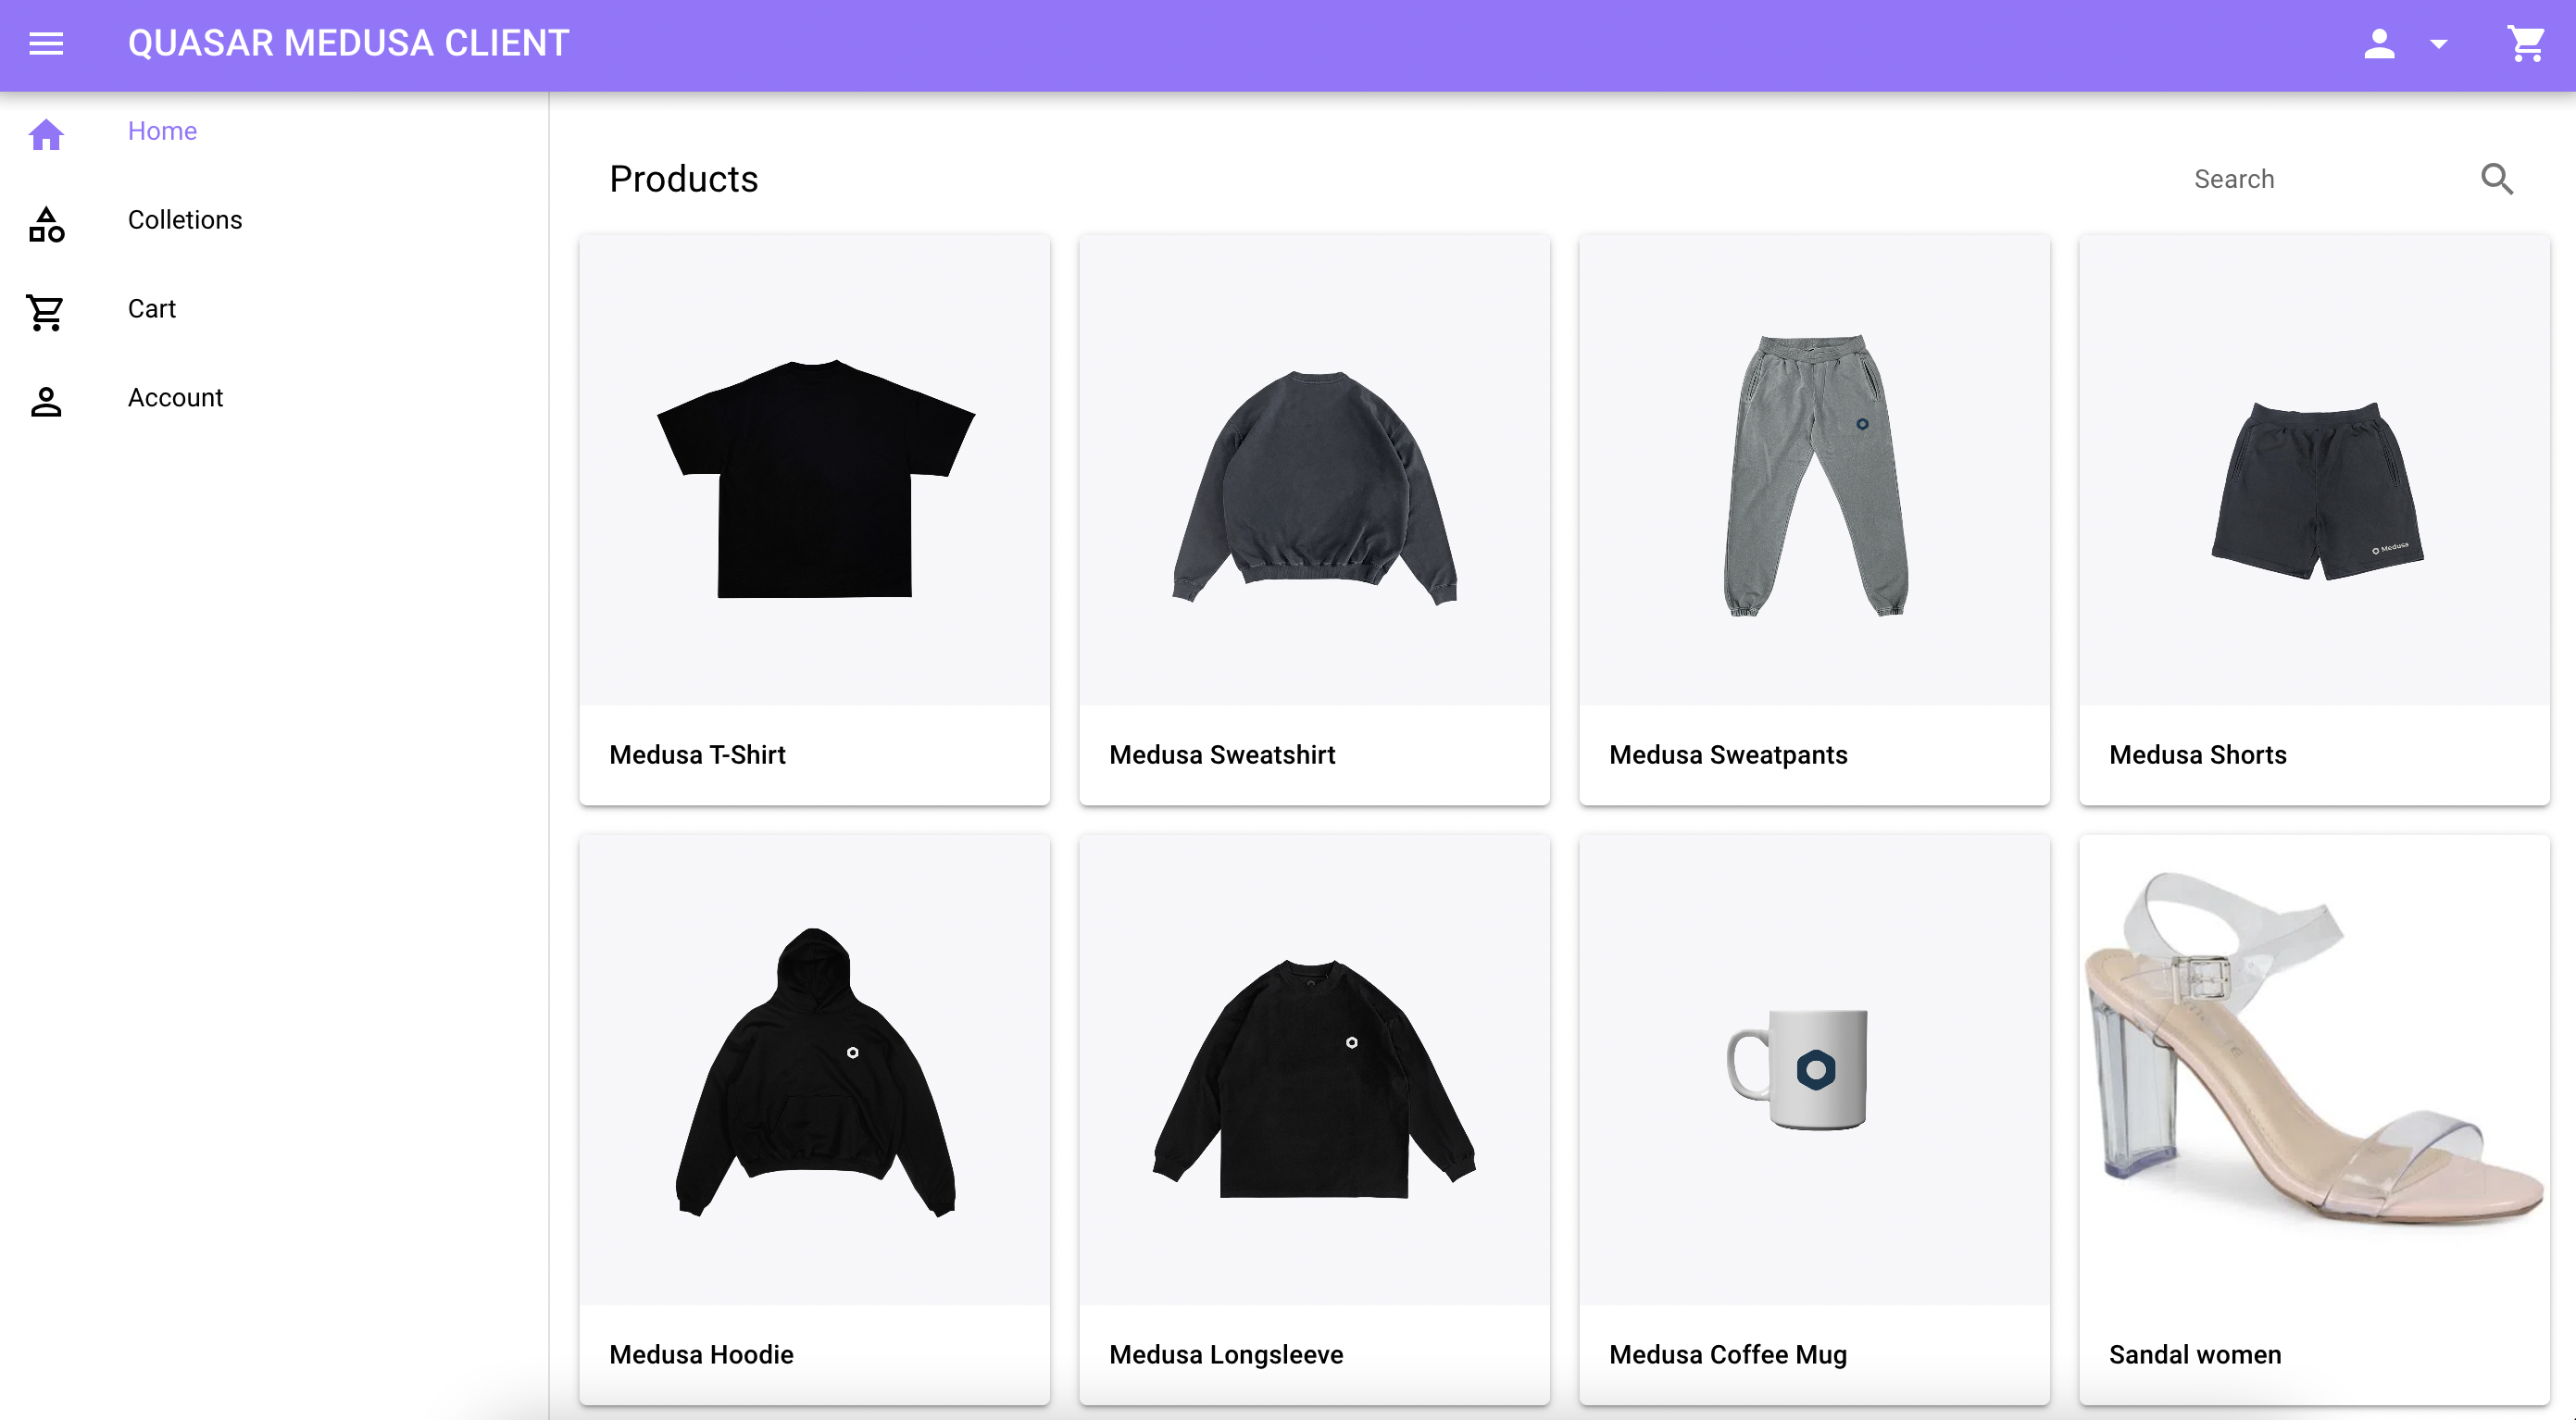 QUASAR MEDUSA CLIENT
Home
Colletions
Cart
Account
Products
Search
Medusa
Medusa T-Shirt
Medusa Sweatshirt
Medusa Sweatpants
Medusa Shorts
Medusa Hoodie
Medusa Longsleeve
Medusa Coffee Mug
Sandal women